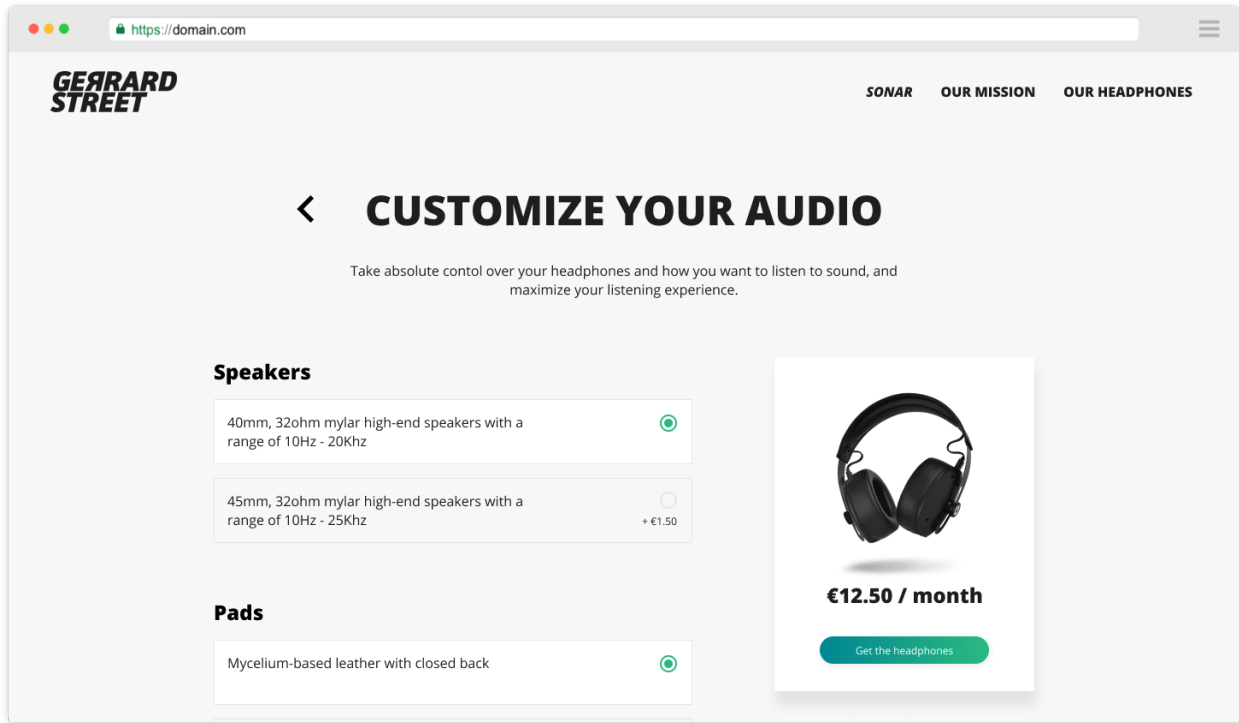 https://domain.com
GERRARD
STREET
SONAR
OUR MISSION
OUR HEADPHONES
CUSTOMIZE YOUR AUDIO
Take absolute contol over your headphones and how you want to listen to sound, and
maximize your listening experience.
Speakers
40mm, 32ohm mylar high-end speakers with a
range of 10Hz - 20Khz
45mm, 32ohm mylar high-end speakers with a
range of 10Hz - 25Khz
+ €1.50
Pads
Mycelium-based leather with closed back
€12.50 / month
Get the headphones